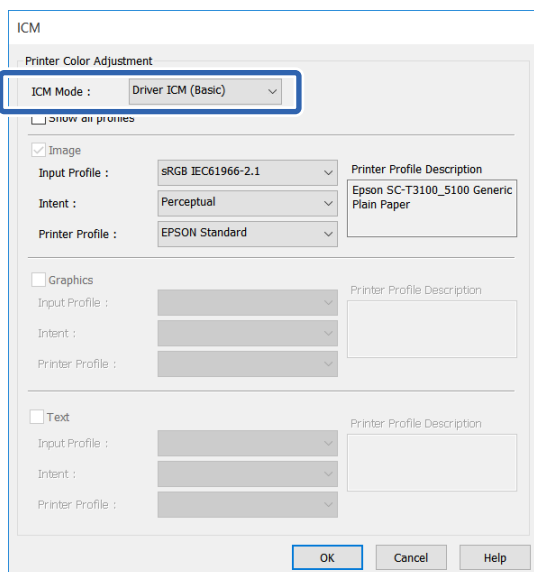 ICM
Printer Color Adjustment
ICM Mode : Driver ICM (Basic)
Show all profiles
Image
Input Profile : sRGB IEC61966-2.1 Printer Profile Description
Intent : Perceptual Epson SC-T3100_5100 Generic
Plain Paper
Printer Profile : EPSON Standard
Graphics
Input Profile : Printer Profile Description
Intent :
Printer Profile :
Text
Input Profile : Printer Profile Description
Intent :
Printer Profile :
OK Cancel Help